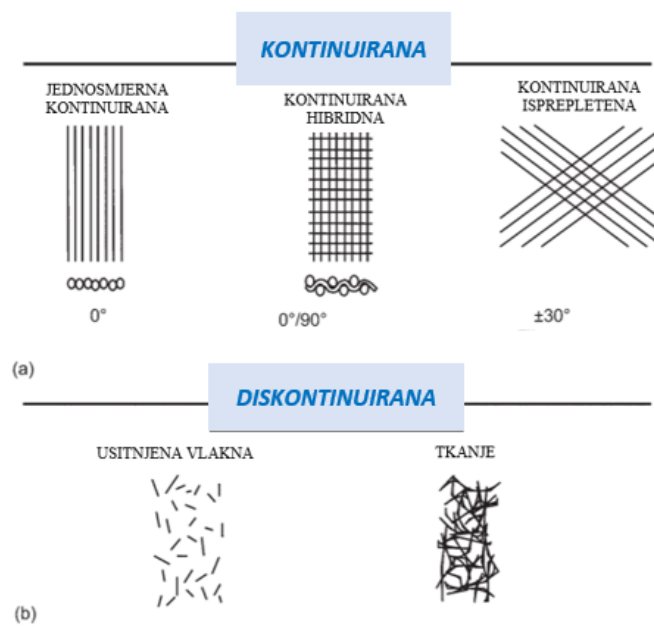 KONTINUIRANA
JEDNOSMJERNA
KONTINUIRANA
KONTINUIRANA
HIBRIDNA
KONTINUIRANA
ISPREPLETENA
0°
0°/90°
±30°
(a)
DISKONTINUIRANA
USITNJENA VLAKNA
TKANJE
(b)